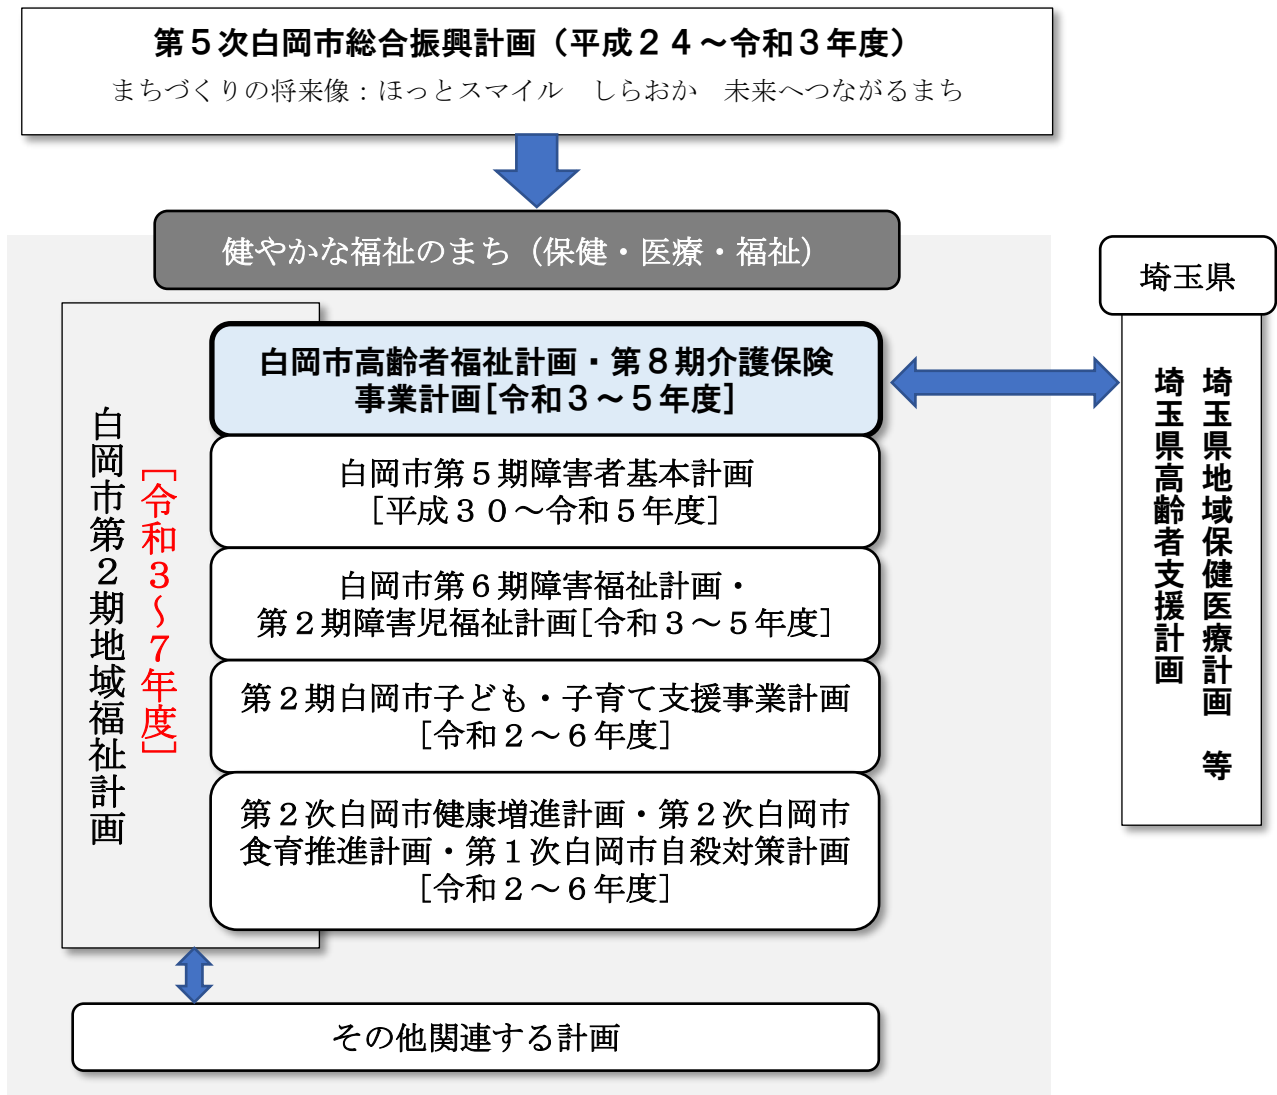 第５次白岡市総合振興計画（平成２４～令和３年度）
まちづくりの将来像：ほっとスマイル　しらおか　未来へつながるまち
健やかな福祉のまち（保健・医療・福祉）
白岡市第２期地域福祉計画
［令和３～７年度］
白岡市高齢者福祉計画・第８期介護保険
事業計画［令和３～５年度］
白岡市第５期障害者基本計画
［平成３０～令和５年度］
白岡市第６期障害福祉計画・
第２期障害児福祉計画［令和３～５年度］
第２期白岡市子ども・子育て支援事業計画
［令和２～６年度］
第２次白岡市健康増進計画・第２次白岡市
食育推進計画・第１次白岡市自殺対策計画
［令和２～６年度］
その他関連する計画
埼玉県
埼玉県地域保健医療計画　等
埼玉県高齢者支援計画